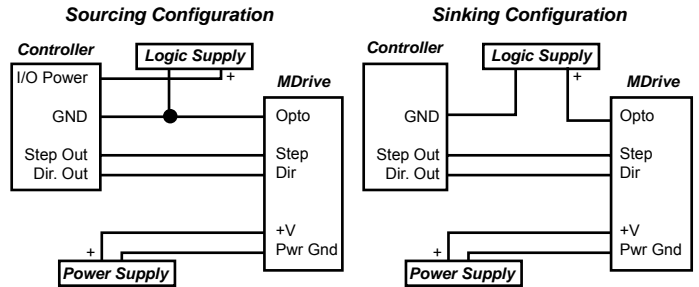 Sourcing Configuration
Controller
Logic Supply
I/O Power
+
MDrive
GND
Opto
Step Out
Step
Dir. Out
Dir
+V
+
Pwr Gnd
Power Supply
Sinking Configuration
Controller
Logic Supply
+
MDrive
GND
Opto
Step Out
Step
Dir. Out
Dir
+V
+
Pwr Gnd
Power Supply